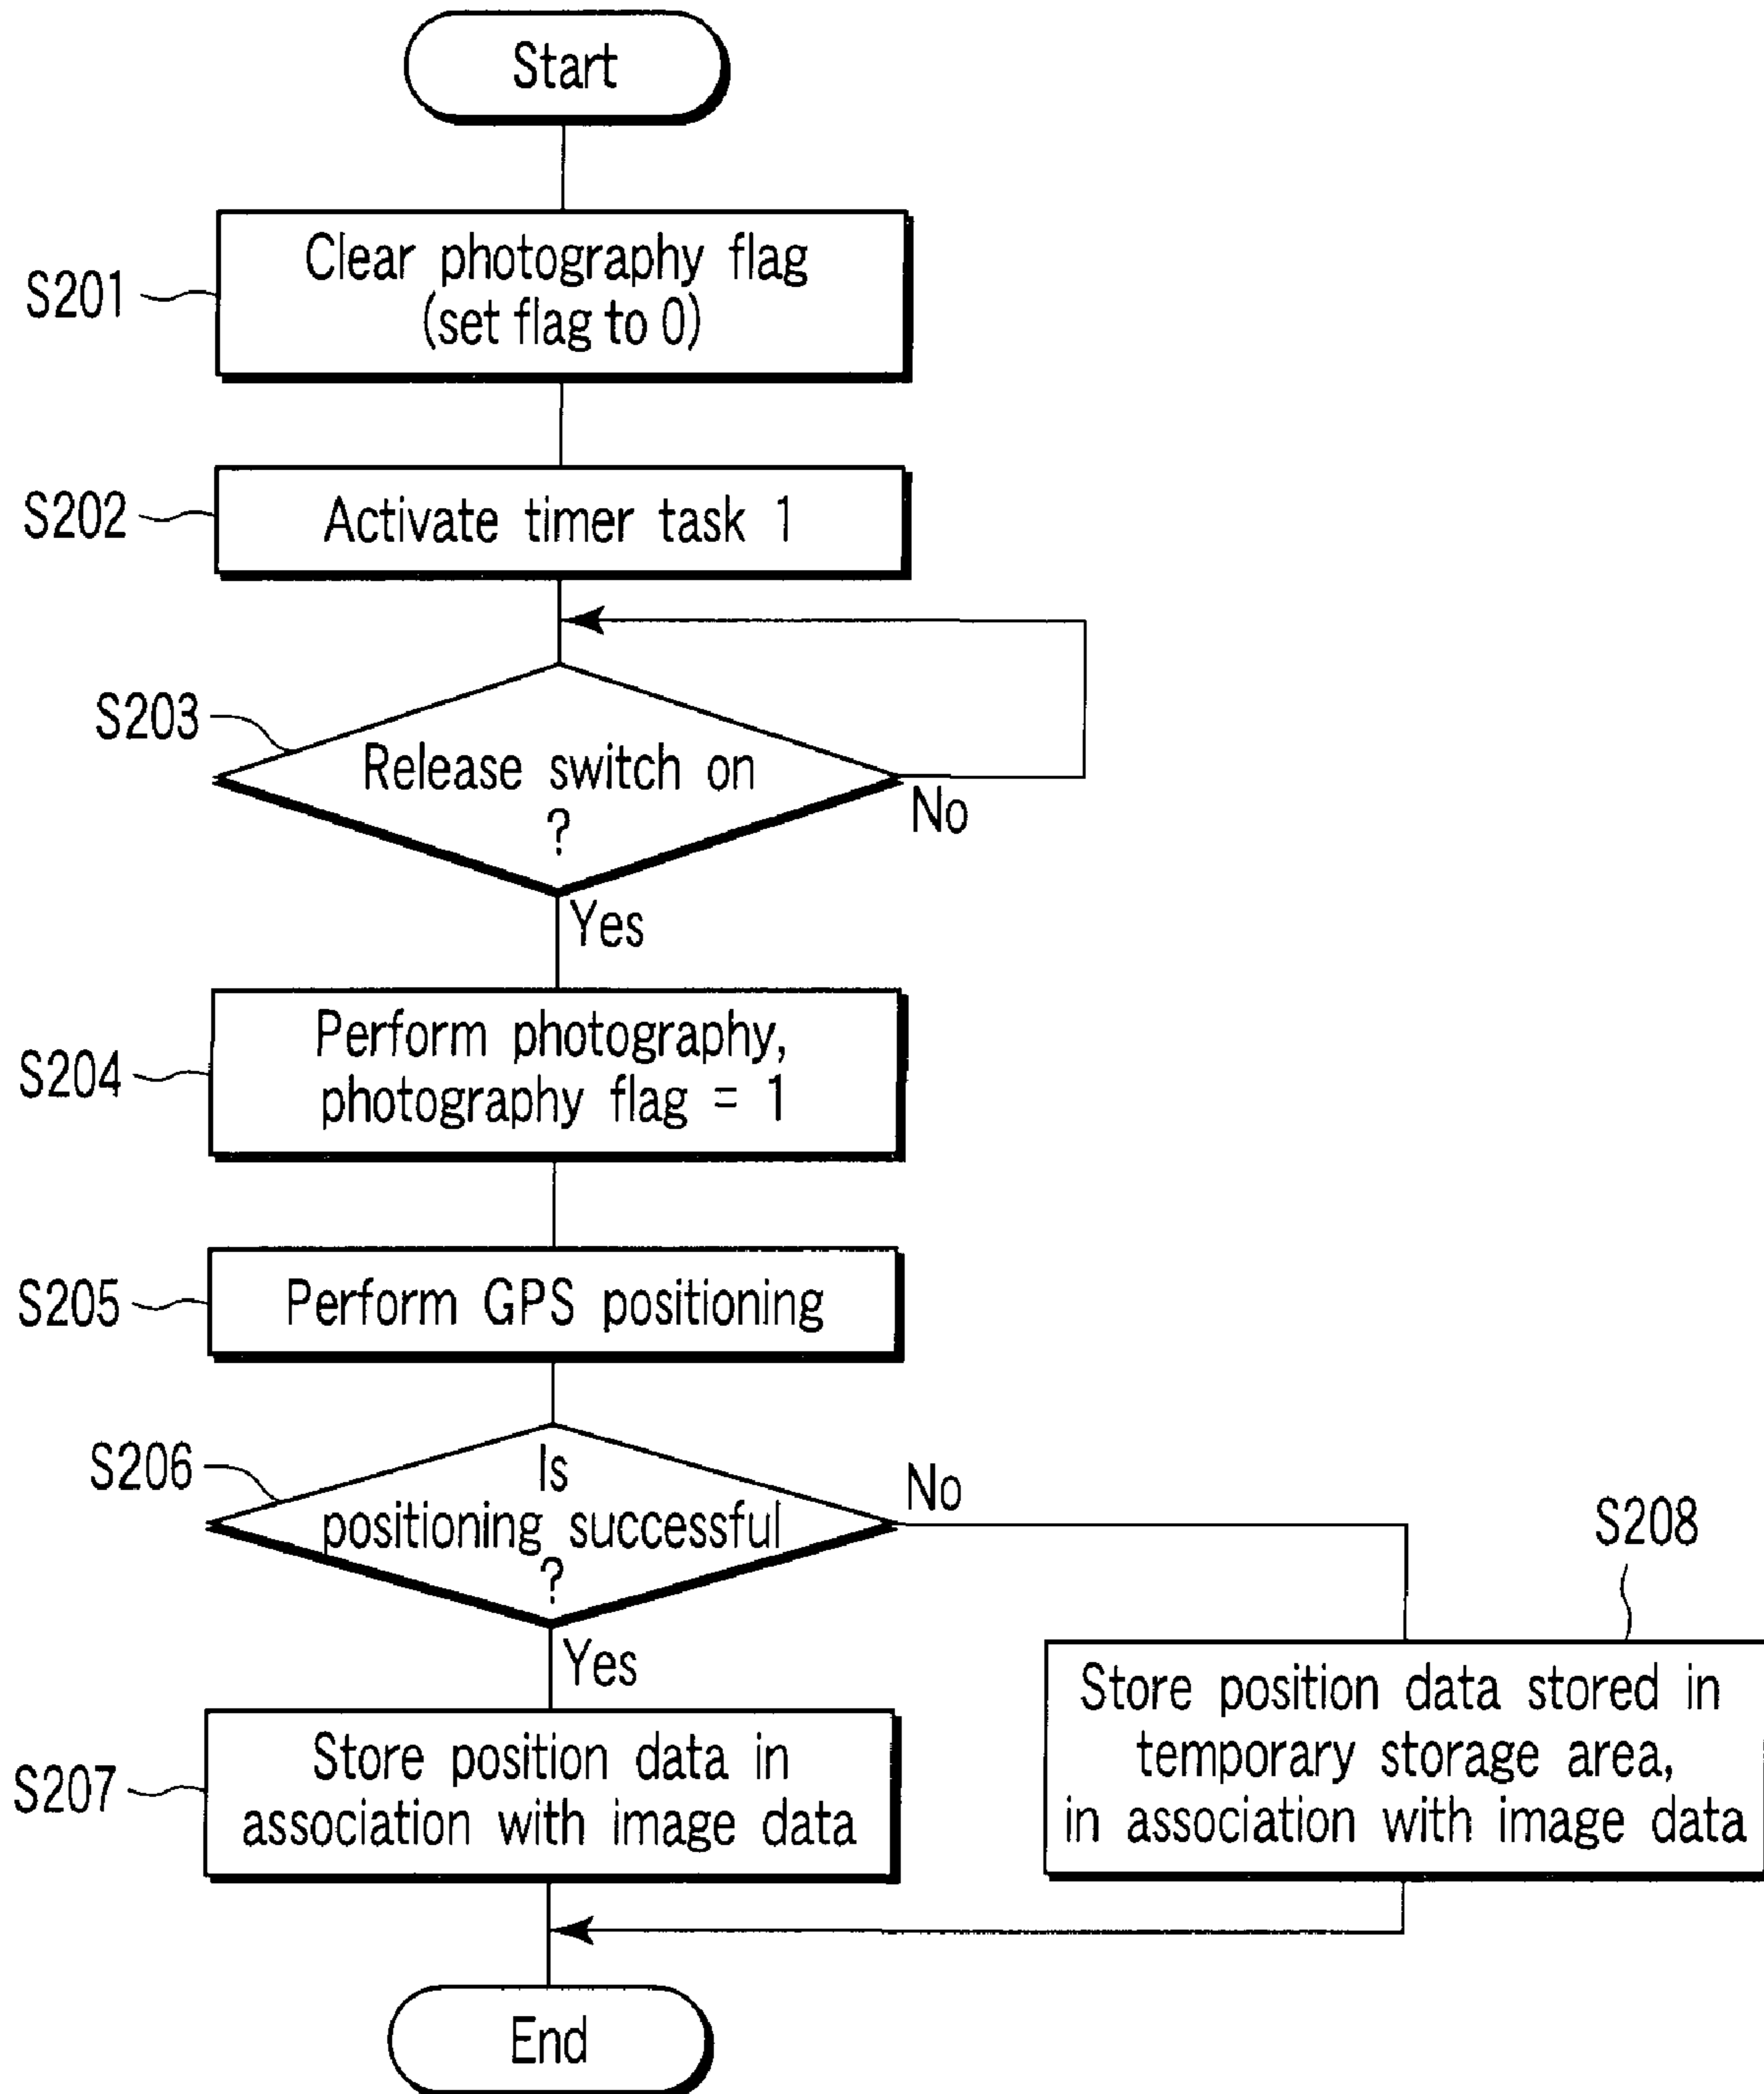 Start
S201
Clear photography flag
(set flag to 0)
S202
Activate timer task 1
S203
Release switch on
?
No
Yes
S204
Perform photography,
photography flag = 1
S205
Perform GPS positioning
S206
Is
positioning successful
?
No
Yes
S207
Store position data in
association with image data
S208
Store position data stored in
temporary storage area,
in association with image data
End